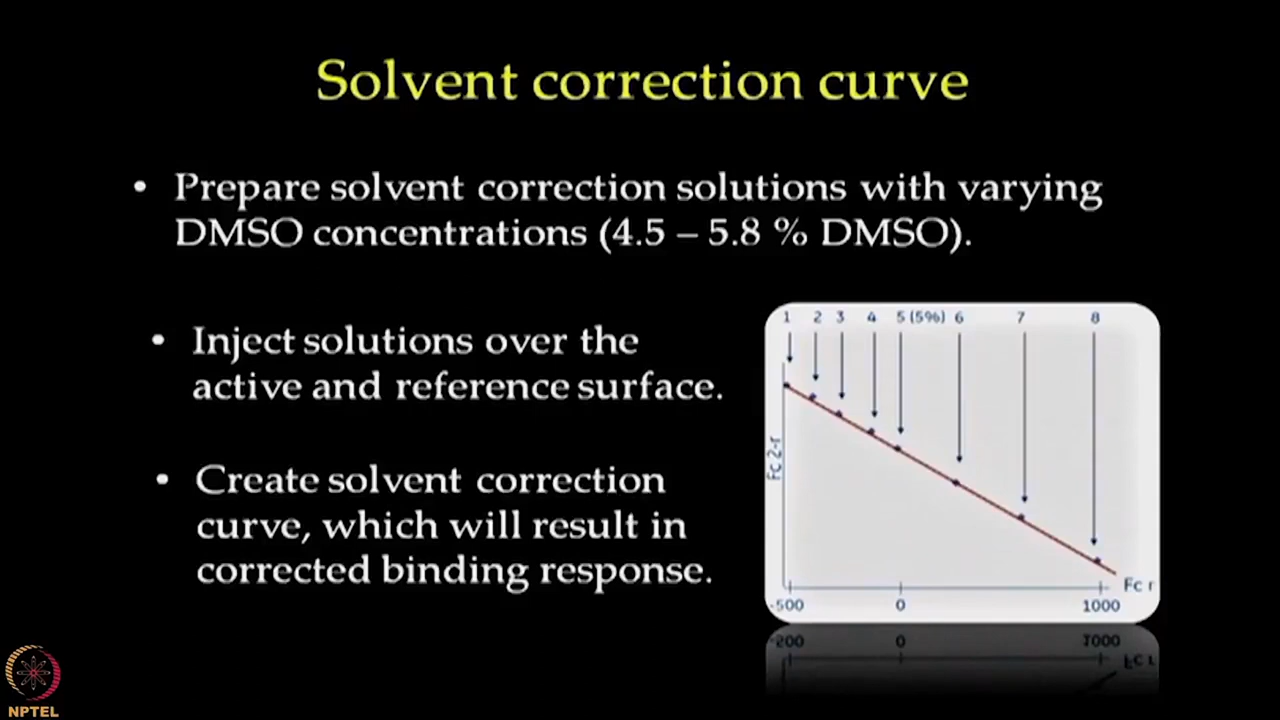 Solvent correction curve
• Prepare solvent correction solutions with varying
DMSO concentrations (4.5 – 5.8 % DMSO).
• Inject solutions over the
active and reference surface.
• Create solvent correction
curve, which will result in
corrected binding response.
1 2 3 4 5 (5%) 6 7 8
Fc 2-r
Fc r
-500 0 1000
NPTEL